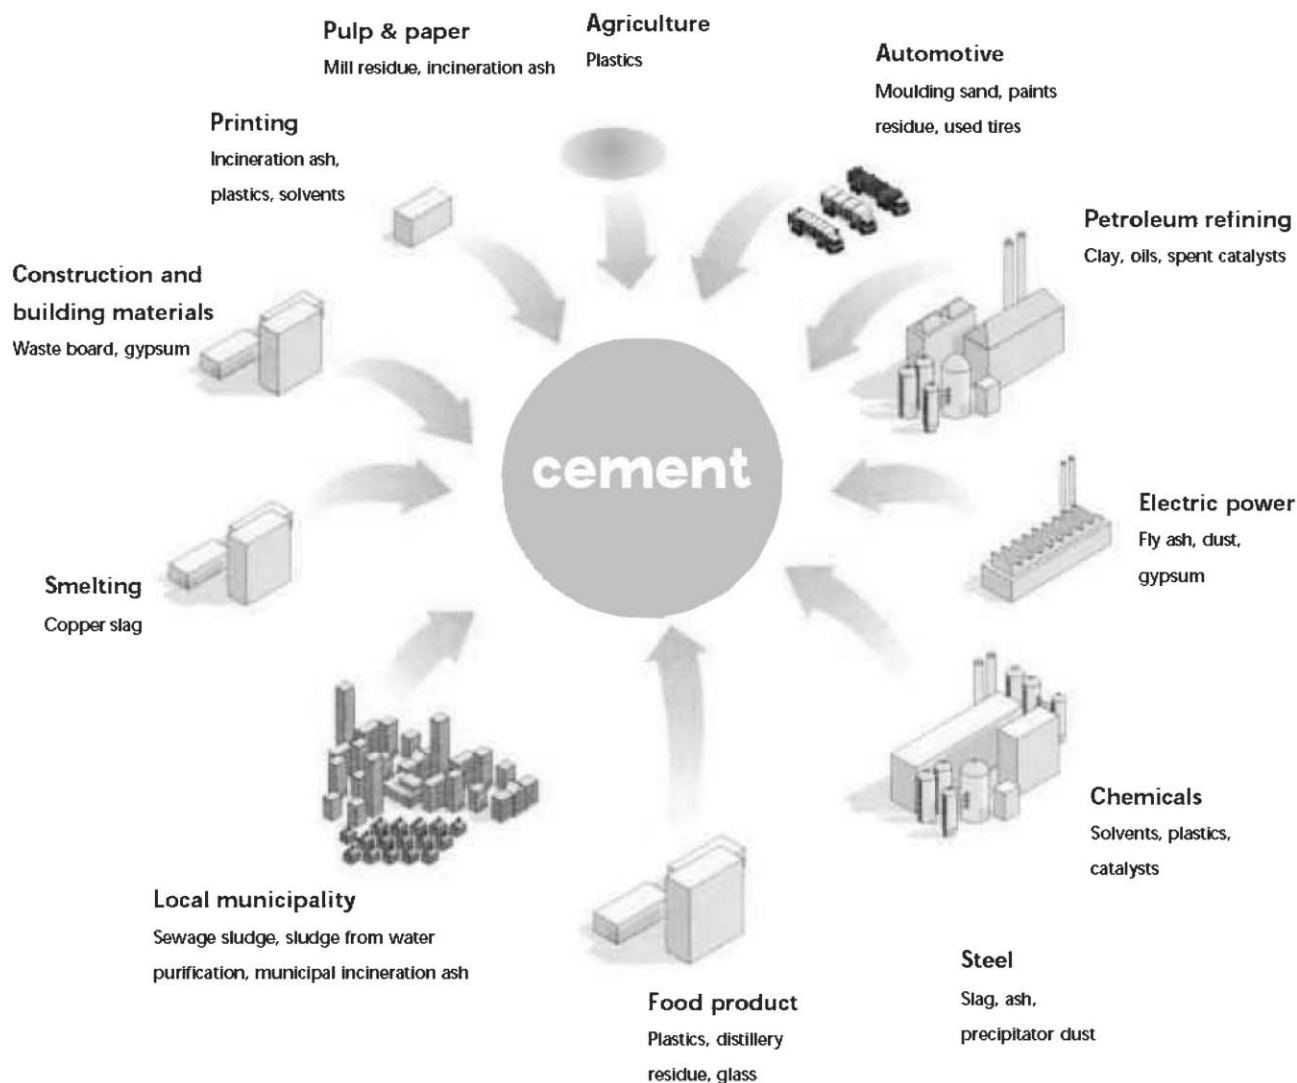 Pulp & paper
Mill residue, incineration ash
Agriculture
Plastics
Automotive
Moulding sand, paints
residue, used tires
Printing
Incineration ash,
plastics, solvents
Petroleum refining
Clay, oils, spent catalysts
Construction and
building materials
Waste board, gypsum
cement
Electric power
Fly ash, dust,
gypsum
Smelting
Copper slag
Chemicals
Solvents, plastics,
catalysts
Local municipality
Sewage sludge, sludge from water
purification, municipal incineration ash
Steel
Slag, ash,
precipitator dust
Food product
Plastics, distillery
residue, glass